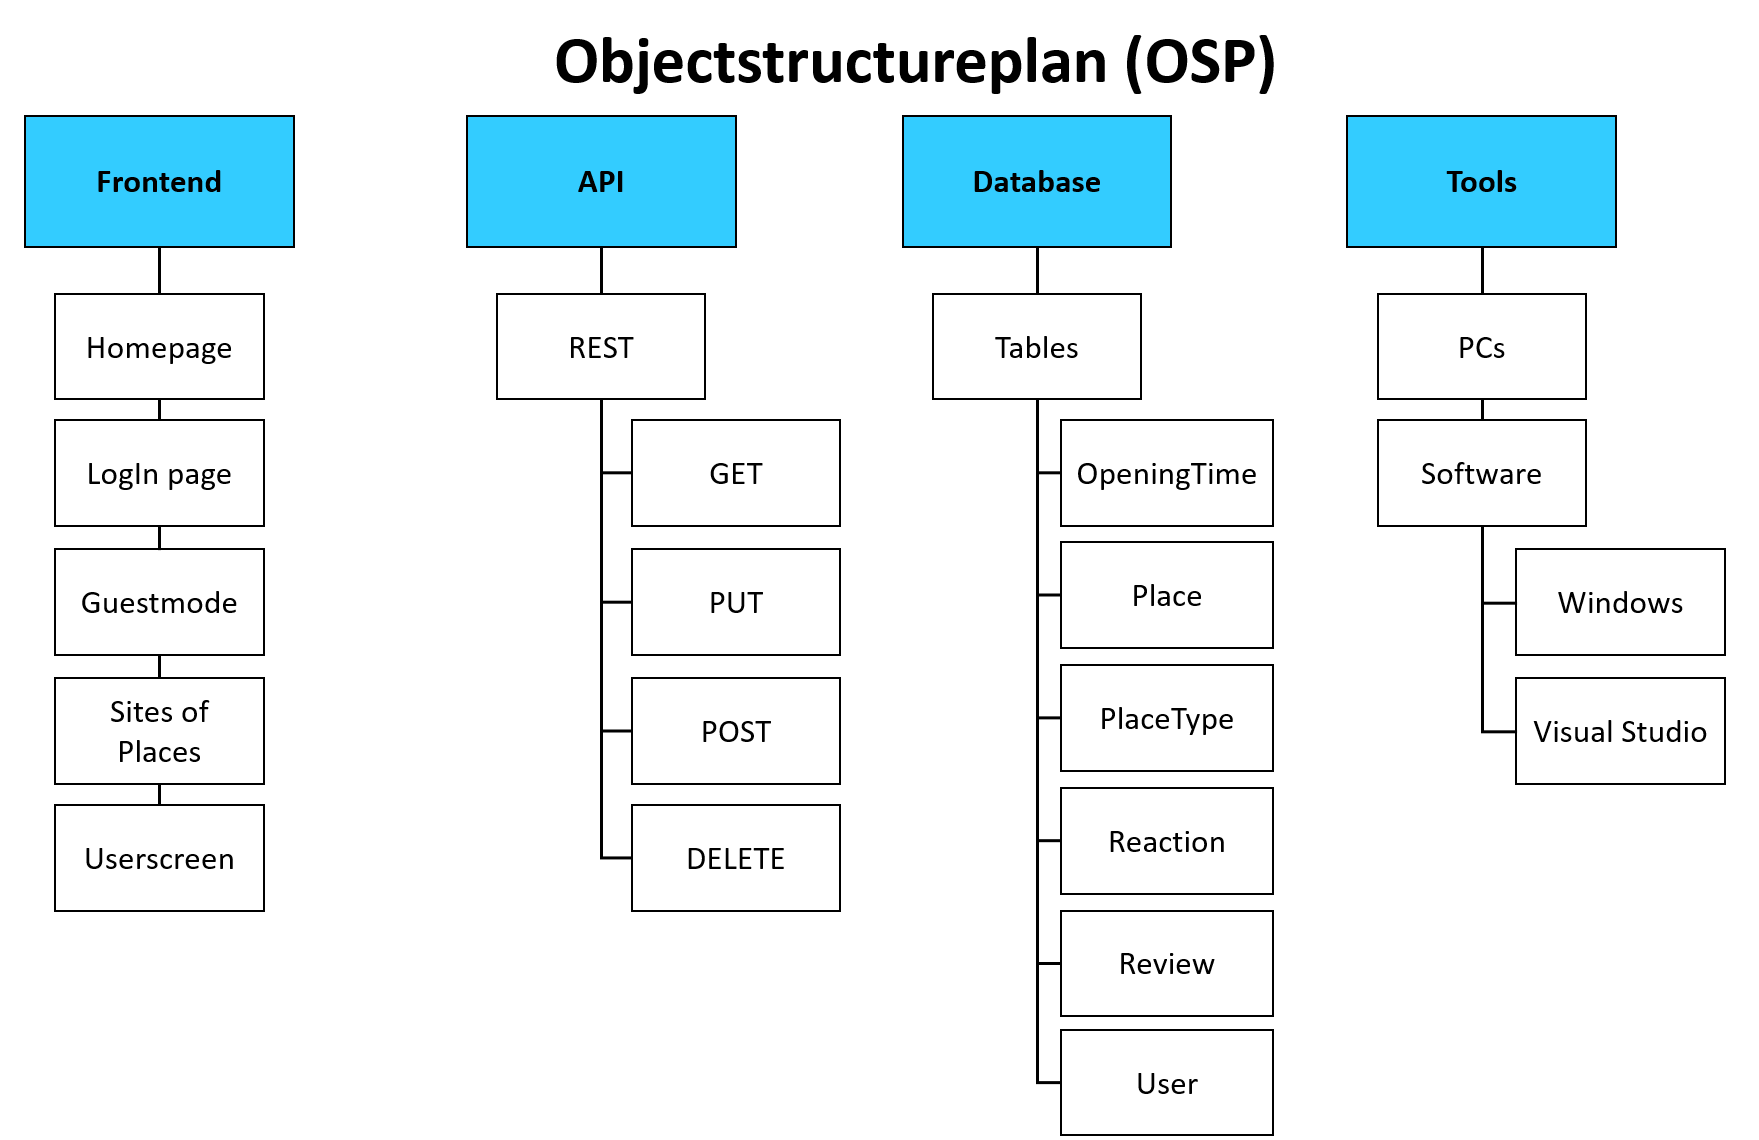 Objectstructureplan (OSP)
Frontend
Homepage
LogIn page
Guestmode
Sites of
Places
Userscreen
API
REST
GET
PUT
POST
DELETE
Database
Tables
OpeningTime
Place
PlaceType
Reaction
Review
User
Tools
PCs
Software
Windows
Visual Studio